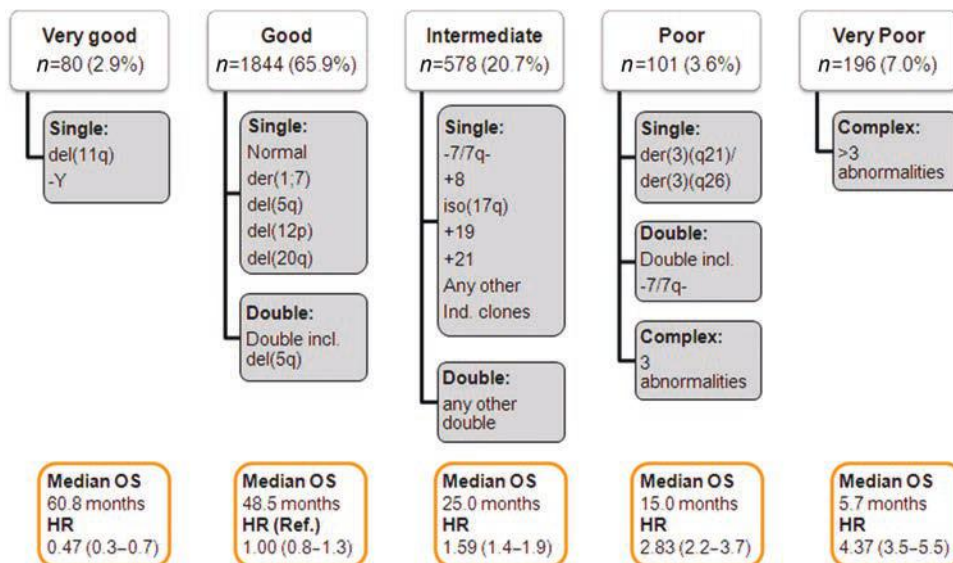 Very good
n=80 (2.9%)
Single:
del(11q)
-Y
Median OS
60.8 months
HR
0.47 (0.3–0.7)
Good
n=1844 (65.9%)
Single:
Normal
der(1;7)
del(5q)
del(12p)
del(20q)
Double:
Double incl.
del(5q)
Median OS
48.5 months
HR (Ref.)
1.00 (0.8–1.3)
Intermediate
n=578 (20.7%)
Single:
-7/7q-
+8
iso(17q)
+19
+21
Any other
Ind. clones
Double:
any other
double
Median OS
25.0 months
HR
1.59 (1.4–1.9)
Poor
n=101 (3.6%)
Single:
der(3)(q21)/
der(3)(q26)
Double:
Double incl.
-7/7q-
Complex:
3
abnormalities
Median OS
15.0 months
HR
2.83 (2.2–3.7)
Very Poor
n=196 (7.0%)
Complex:
>3
abnormalities
Median OS
5.7 months
HR
4.37 (3.5–5.5)